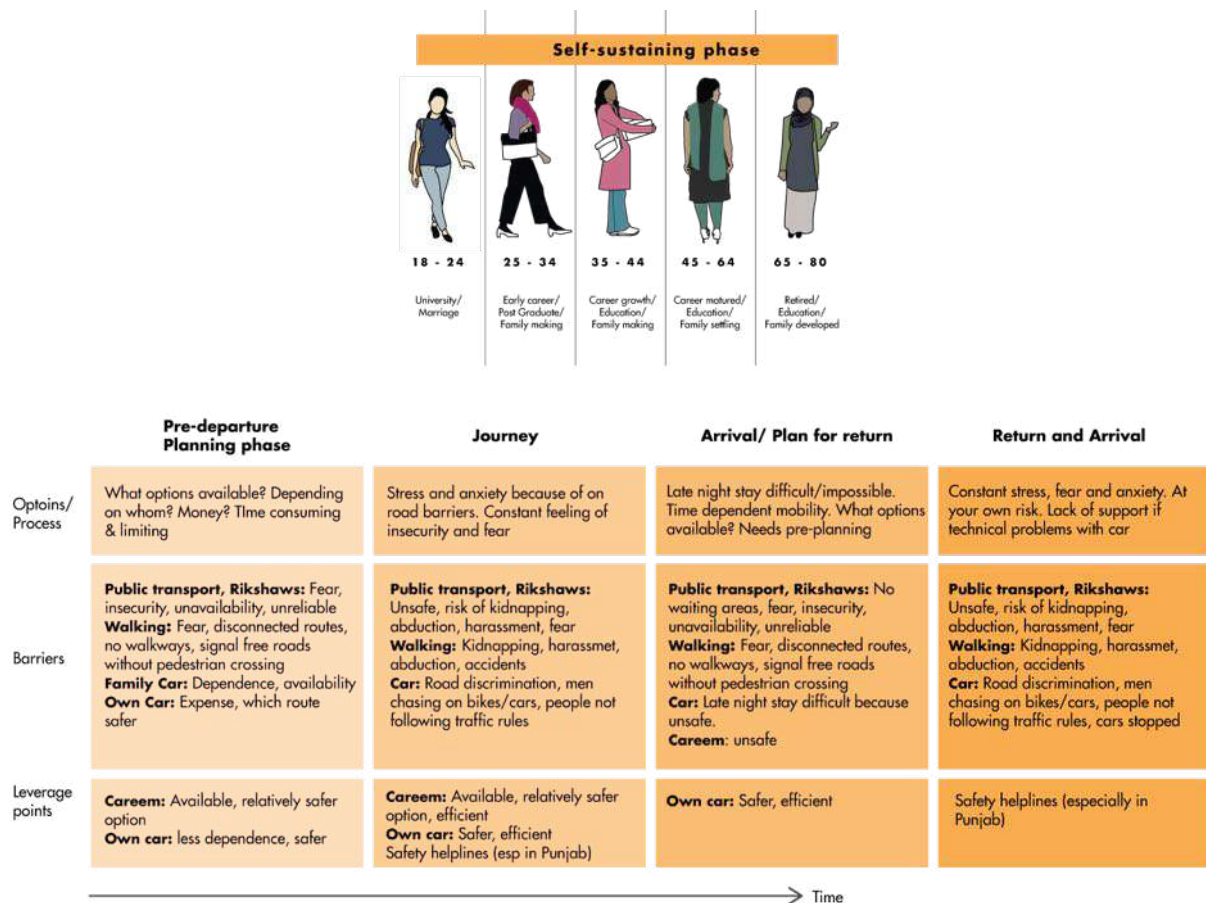 Self-sustaining phase
18 - 24
25 - 34
35 - 44
45 - 64
65 - 80
University/
Marriage
Early career/
Post Graduate/
Family making
Career growth/
Education/
Family making
Career matured/
Education/
Family settling
Retired/
Education/
Family developed
Pre-departure
Planning phase
Journey
Arrival/ Plan for return
Return and Arrival
Optoins/
Process
What options available? Depending
on whom? Money? TIme consuming
& limiting
Stress and anxiety because of on
road barriers. Constant feeling of
insecurity and fear
Late night stay difficult/impossible.
Time dependent mobility. What options
available? Needs pre-planning
Constant stress, fear and anxiety. At
your own risk. Lack of support if
technical problems with car
Barriers
Public transport, Rikshaws: Fear,
insecurity, unavailability, unreliable
Walking: Fear, disconnected routes,
no walkways, signal free roads
without pedestrian crossing
Family Car: Dependence, availability
Own Car: Expense, which route
safer
Public transport, Rikshaws:
Unsafe, risk of kidnapping,
abduction, harassment, fear
Walking: Kidnapping, harassmet,
abduction, accidents
Car: Road discrimination, men
chasing on bikes/cars, people not
following traffic rules
Public transport, Rikshaws: No
waiting areas, fear, insecurity,
unavailability, unreliable
Walking: Fear, disconnected routes,
no walkways, signal free roads
without pedestrian crossing
Car: Late night stay difficult because
unsafe.
Careem: unsafe
Public transport, Rikshaws:
Unsafe, risk of kidnapping,
abduction, harassment, fear
Walking: Kidnapping, harassmet,
abduction, accidents
Car: Road discrimination, men
chasing on bikes/cars, people not
following traffic rules, cars stopped
Leverage
points
Careem: Available, relatively safer
option
Own car: less dependence, safer
Careem: Available, relatively safer
option, efficient
Own car: Safer, efficient
Safety helplines (esp in Punjab)
Own car: Safer, efficient
Safety helplines (especially in
Punjab)
Time